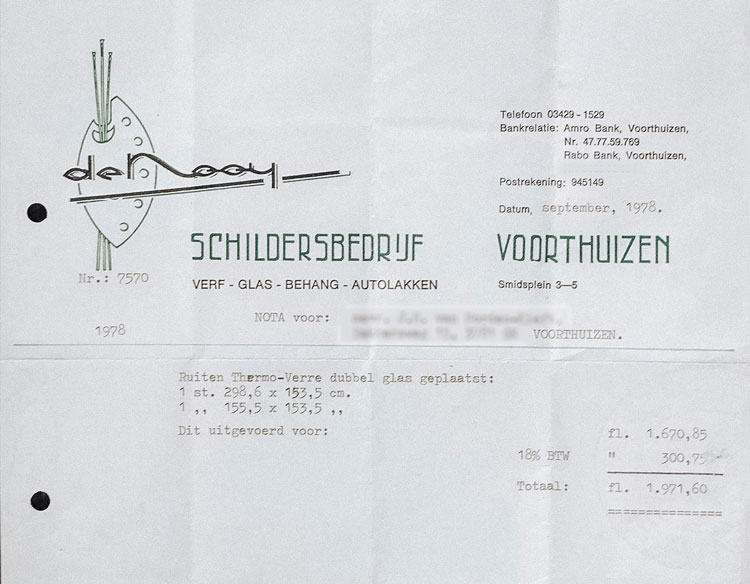 de Nooy
Telefoon 03429-1529
Bankrelatie: Amro Bank, Voorthuizen,
Nr. 47.77.59.769
Rabo Bank, Voorthuizen,
Postrekening: 945149
Datum, september, 1978.
SCHILDERSBEDRIJF VOORTHUIZEN
Nr.: 7570
VERF - GLAS - BEHANG - AUTOLAKKEN
Smidsplein 3—5
NOTA voor:
1978
VOORTHUIZEN.
Ruiten Thermo-Verre dubbel glas geplaatst:
1 st. 298,6 x 153,5 cm.
1 ,, 155,5 x 153,5 ,,
Dit uitgevoerd voor:
fl. 1.670,85
18% BTW " 300,75
Totaal: fl. 1.971,60